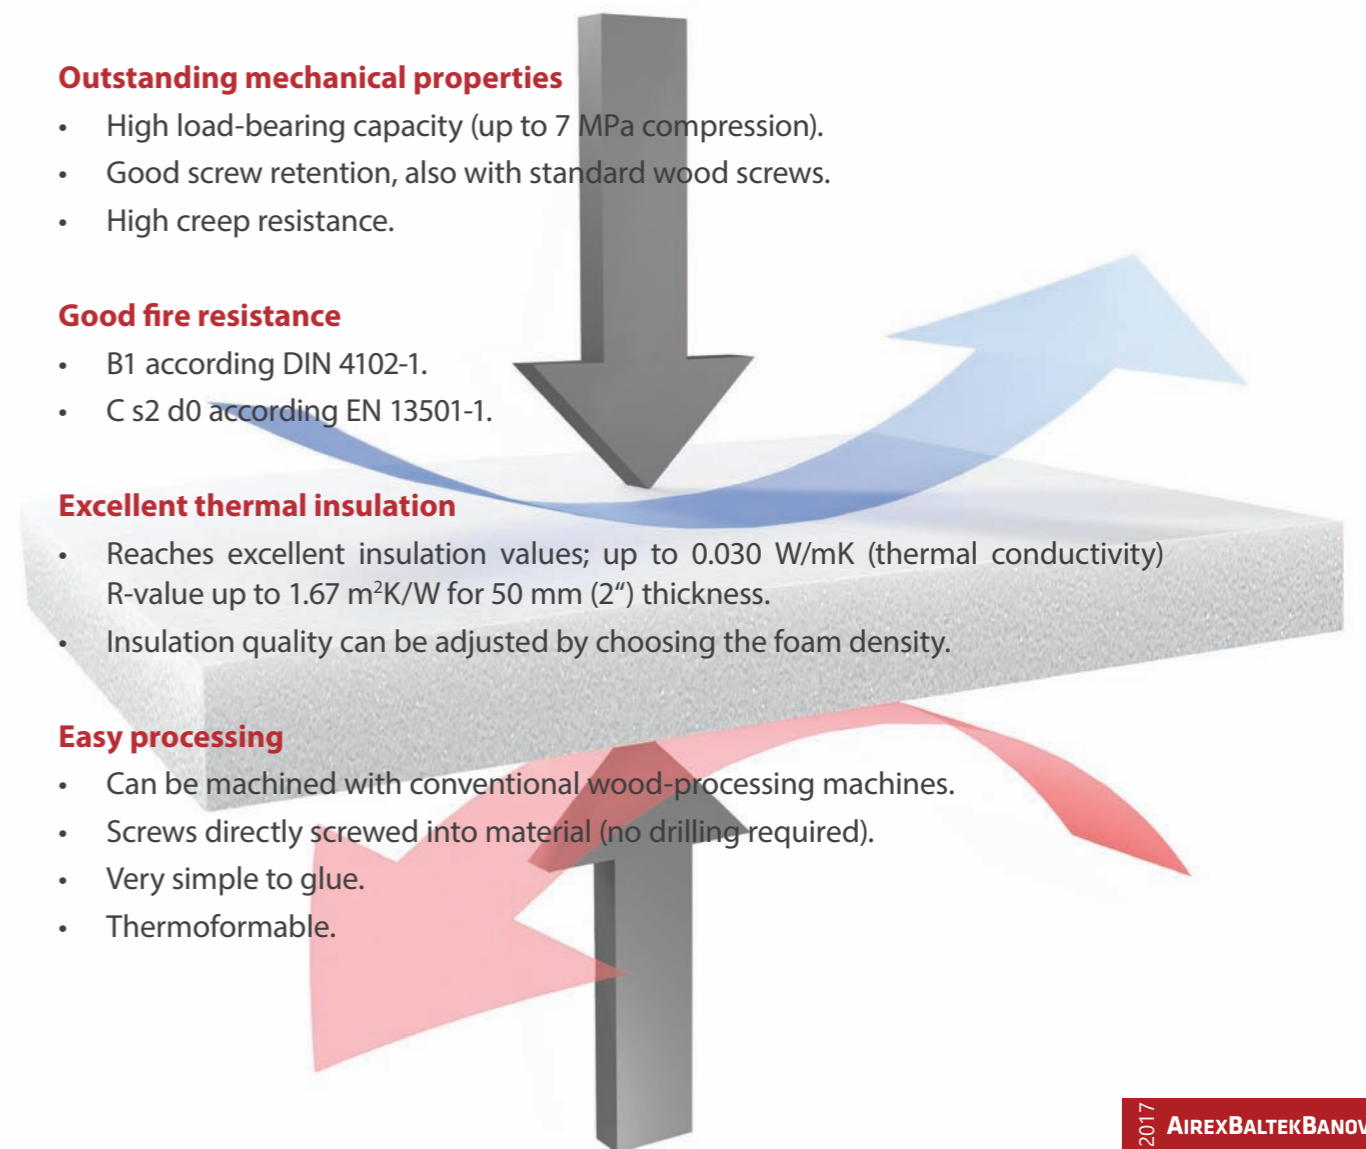 Outstanding mechanical properties
• High load-bearing capacity (up to 7 MPa compression).
• Good screw retention, also with standard wood screws.
• High creep resistance.
Good fire resistance
• B1 according DIN 4102-1.
• C s2 d0 according EN 13501-1.
Excellent thermal insulation
• Reaches excellent insulation values; up to 0.030 W/mK (thermal conductivity)
R-value up to 1.67 m²K/W for 50 mm (2“) thickness.
• Insulation quality can be adjusted by choosing the foam density.
Easy processing
• Can be machined with conventional wood-processing machines.
• Screws directly screwed into material (no drilling required).
• Very simple to glue.
• Thermoformable.
2017
AIREXBALTEKBANOV